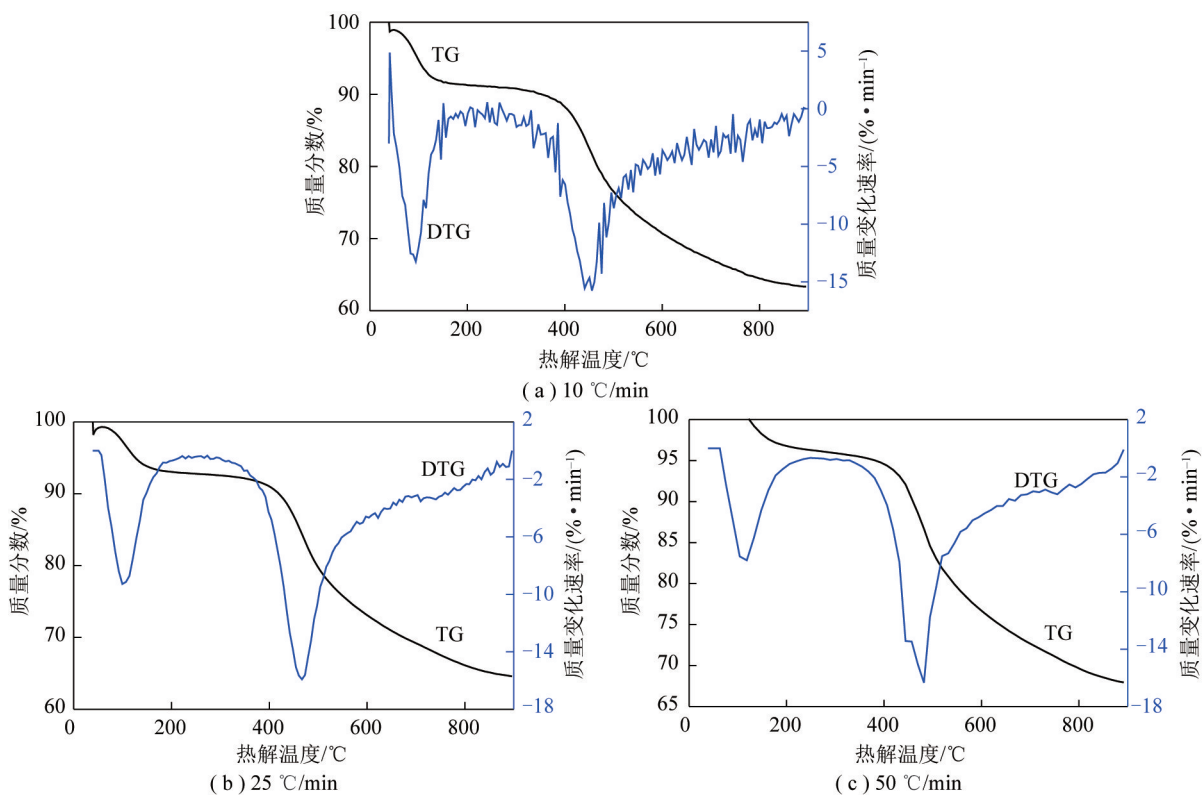 100
90
80
70
60
质量分数/%
TG
DTG
5
0
−5
−10
−15
质量变化速率/(%•min⁻¹)
0
200
400
600
800
热解温度/℃
( a ) 10 ℃/min
100
90
80
70
60
质量分数/%
DTG
TG
2
−2
−6
−10
−14
−18
质量变化速率/(%•min⁻¹)
0
200
400
600
800
热解温度/℃
( b ) 25 ℃/min
100
95
90
85
80
75
70
65
质量分数/%
DTG
TG
2
−2
−6
−10
−14
−18
质量变化速率/(%•min⁻¹)
0
200
400
600
800
热解温度/℃
( c ) 50 ℃/min